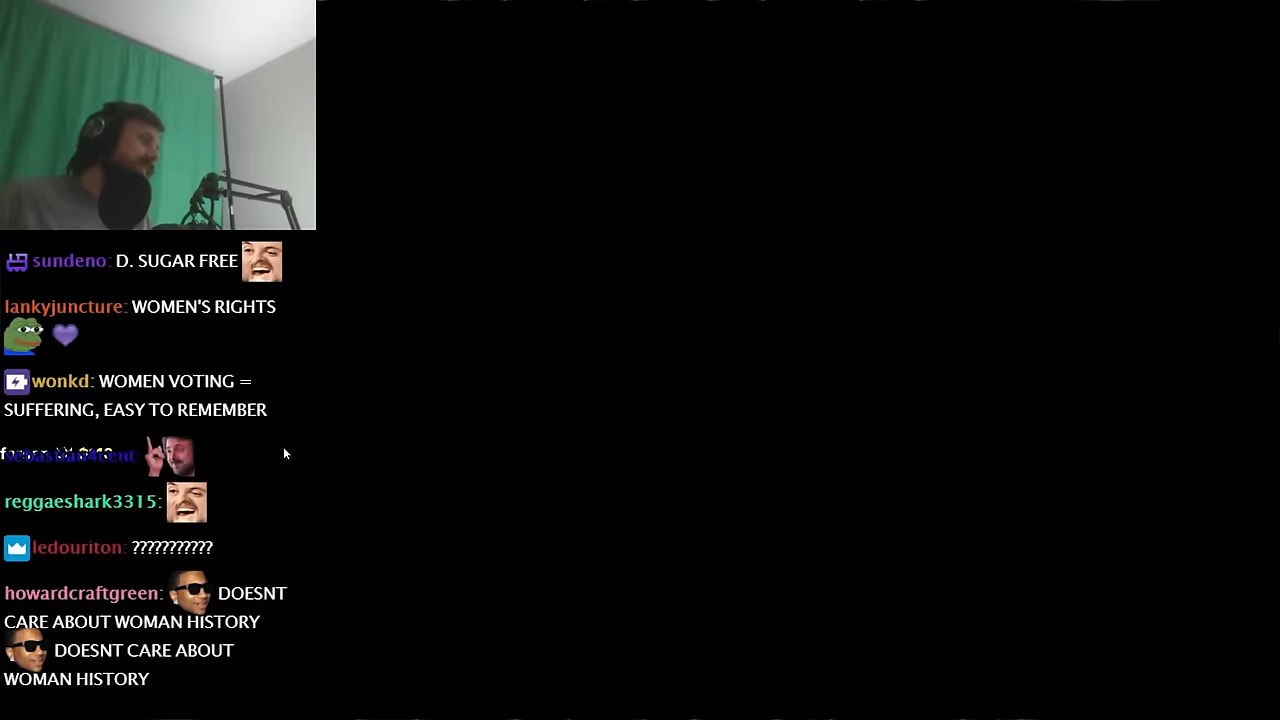 sundeno: D. SUGAR FREE
lankyjuncture: WOMEN'S RIGHTS
wonkd: WOMEN VOTING =
SUFFERING, EASY TO REMEMBER
sebastian4cent:
reggaeshark3315:
ledouriton: ???????????
howardcraftgreen: DOESNT
CARE ABOUT WOMAN HISTORY
DOESNT CARE ABOUT
WOMAN HISTORY